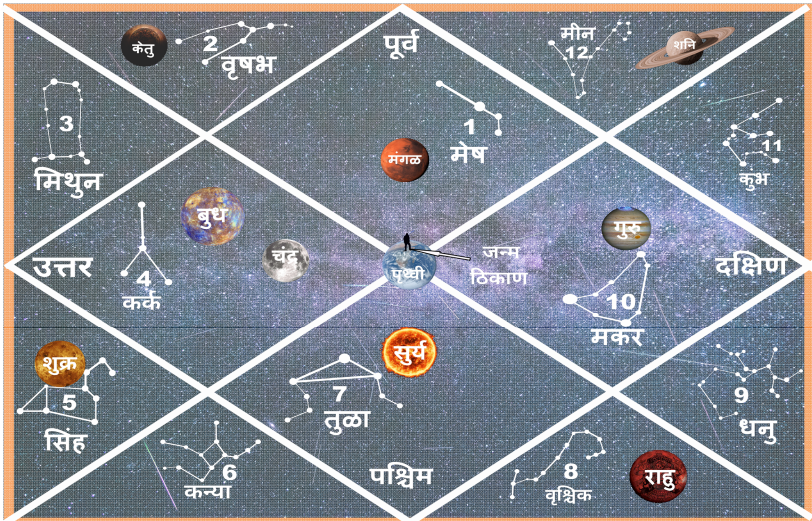 केतु
2
वृषभ
पूर्व
मीन
12
शनि
3
मिथुन
1
मेष
मंगळ
11
कुभ
बुध
चंद्र
गुरु
उत्तर
4
कर्क
पृथ्वी
जन्म
ठिकाण
10
मकर
दक्षिण
शुक्र
5
सिंह
सुर्य
7
तुळा
9
धनु
6
कन्या
पश्चिम
8
वृश्चिक
राहु